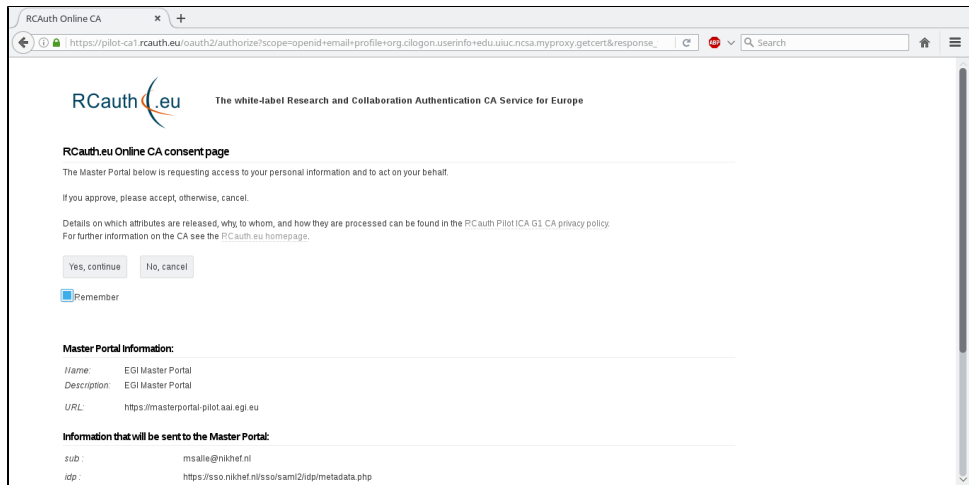 RCAuth Online CA
https://pilot-ca1.rcauth.eu/oauth2/authorize?scope=openid+email+profile+org.cilogon.userinfo+edu.uiuc.ncsa.myproxy.getcert&response_
ABP
Search
RCauth.eu
The white-label Research and Collaboration Authentication CA Service for Europe
RCauth.eu Online CA consent page
The Master Portal below is requesting access to your personal information and to act on your behalf.
If you approve, please accept, otherwise, cancel.
Details on which attributes are released, why, to whom, and how they are processed can be found in the RCauth Pilot ICA G1 CA privacy policy.
For further information on the CA see the RCauth.eu homepage.
Yes, continue No, cancel
Remember
Master Portal Information:
Name: EGI Master Portal
Description: EGI Master Portal
URL: https://masterportal-pilot.aai.egi.eu
Information that will be sent to the Master Portal:
sub : msalle@nikhef.nl
idp : https://sso.nikhef.nl/sso/saml2/idp/metadata.php